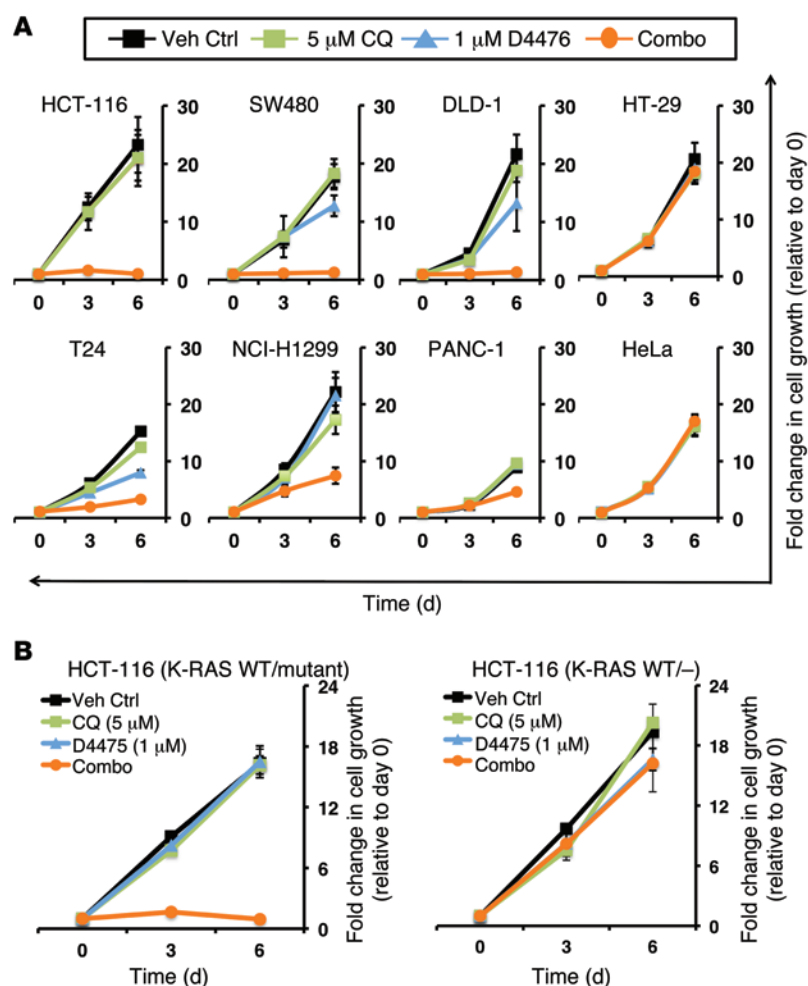 A
Veh Ctrl 5 μM CQ 1 μM D4476 Combo
HCT-116 SW480 DLD-1 HT-29
30 30 30 30
20 20 20 20
10 10 10 10
0 0 0 0
0 3 6 0 3 6 0 3 6 0 3 6
T24 NCI-H1299 PANC-1 HeLa
30 30 30 30
20 20 20 20
10 10 10 10
0 0 0 0
0 3 6 0 3 6 0 3 6 0 3 6
Time (d)
Fold change in cell growth (relative to day 0)
B
HCT-116 (K-RAS WT/mutant)
Veh Ctrl
CQ (5 μM)
D4475 (1 μM)
Combo
24
18
12
6
0
0 3 6
Time (d)
Fold change in cell growth
(relative to day 0)
HCT-116 (K-RAS WT/–)
Veh Ctrl
CQ (5 μM)
D4475 (1 μM)
Combo
24
18
12
6
0
0 3 6
Time (d)
Fold change in cell growth
(relative to day 0)